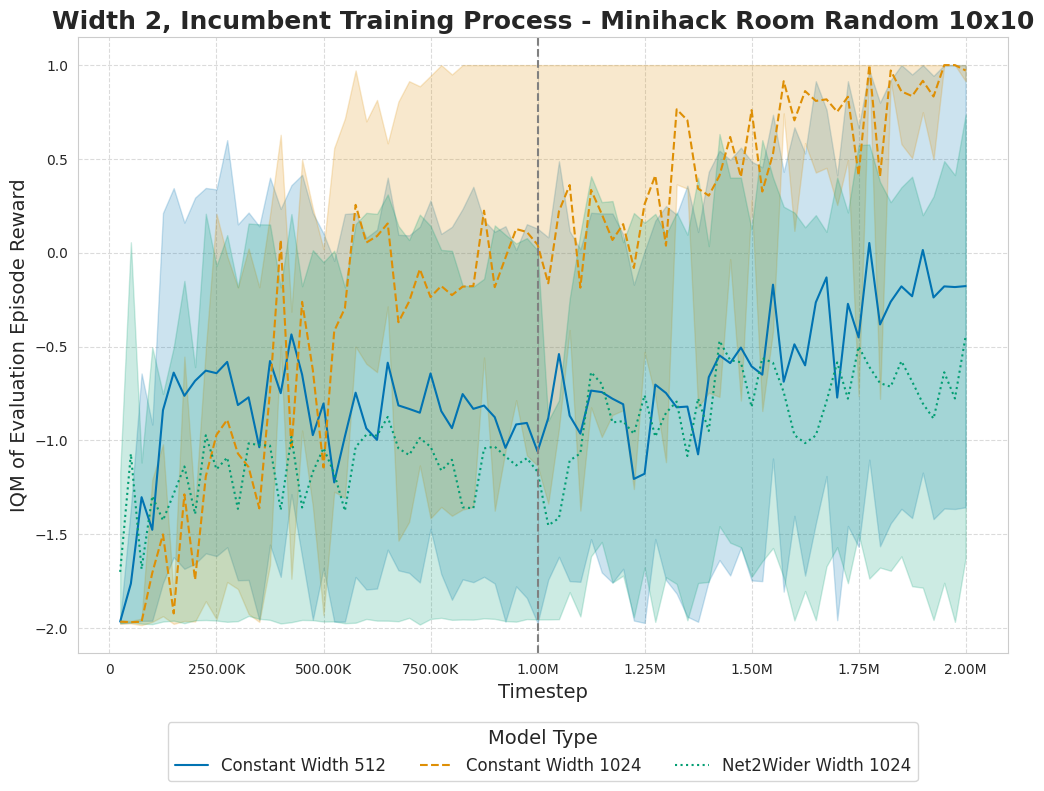 Width 2, Incumbent Training Process - Minihack Room Random 10x10
IQM of Evaluation Episode Reward
1.0
0.5
0.0
−0.5
−1.0
−1.5
−2.0
0 250.00K 500.00K 750.00K 1.00M 1.25M 1.50M 1.75M 2.00M
Timestep
Model Type
Constant Width 512 Constant Width 1024 Net2Wider Width 1024